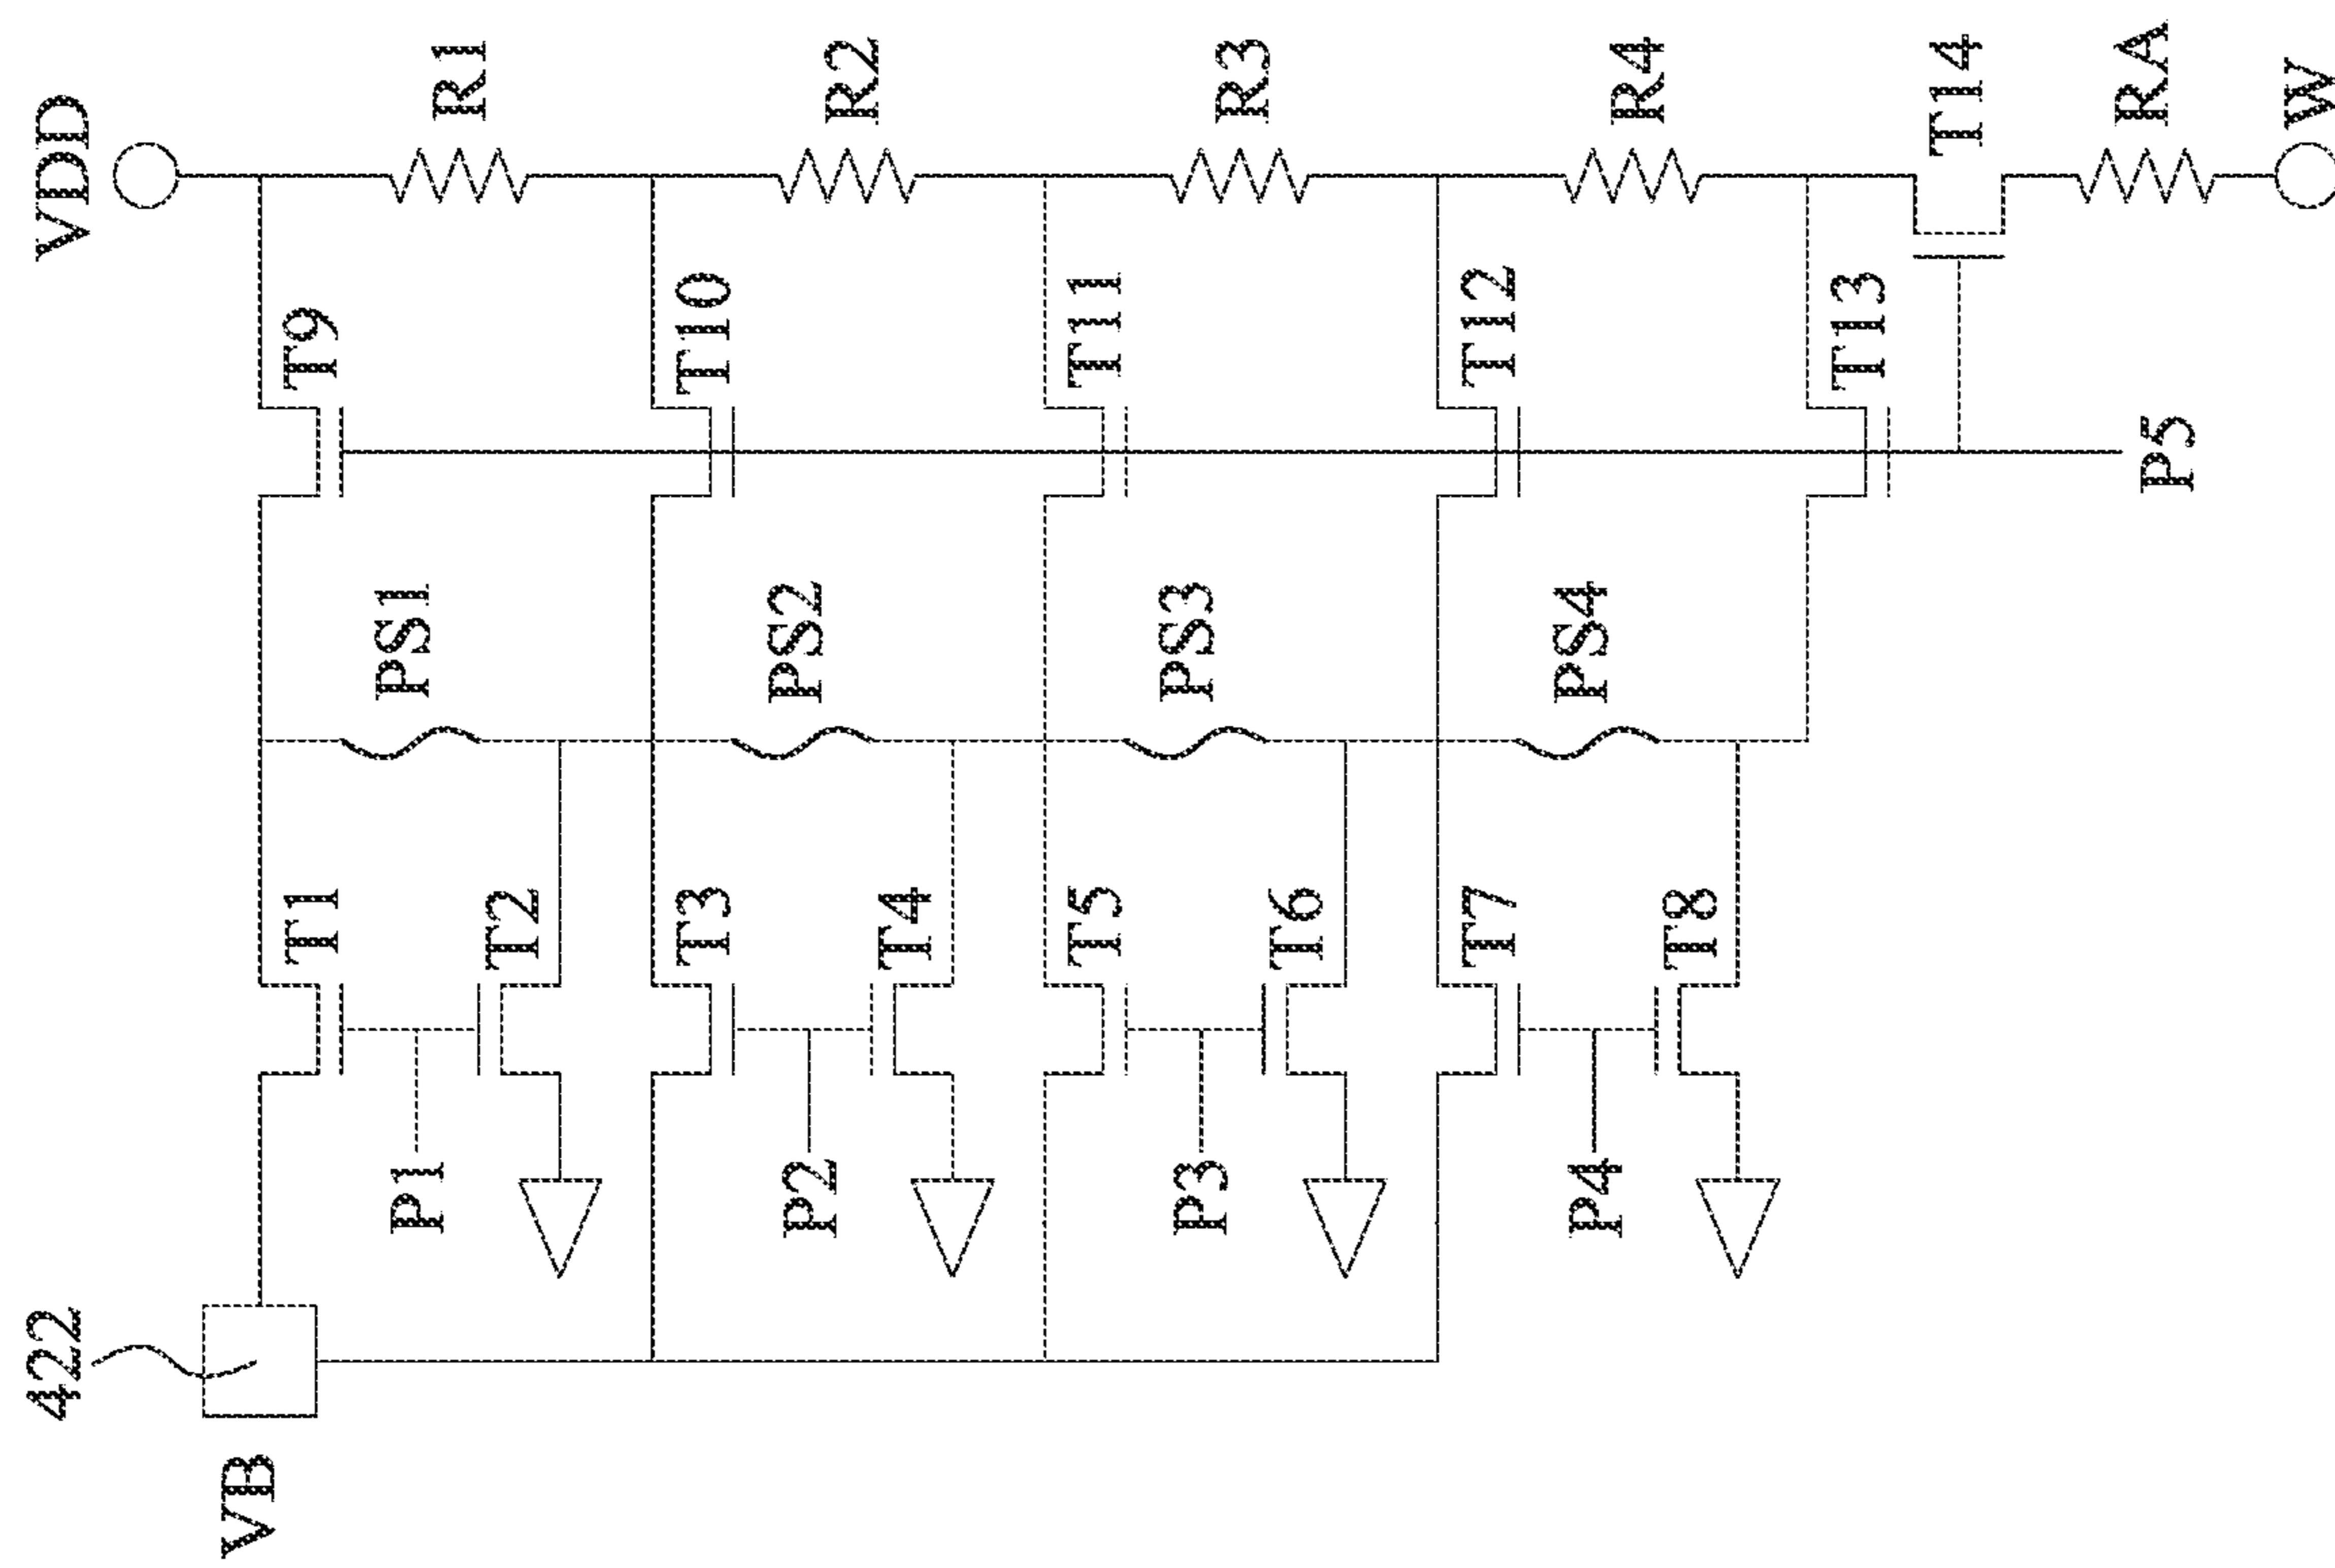 VDD
R1
R2
R3
R4
T14
RA
W
T9
T10
T11
T12
T13
P5
PS1
PS2
PS3
PS4
T1
T2
T3
T4
T5
T6
T7
T8
P1
P2
P3
P4
422
VB